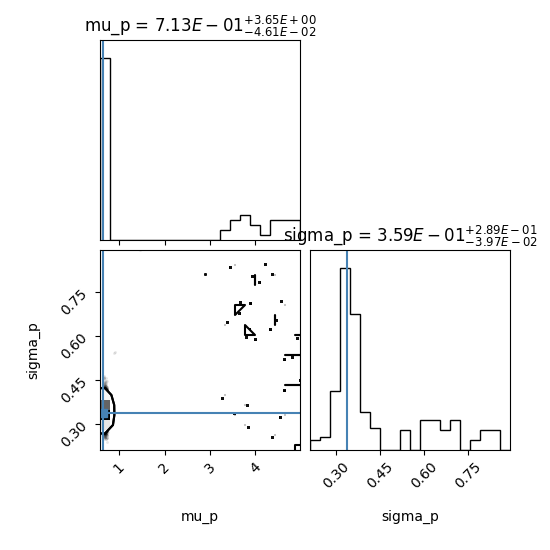 mu_p = 7.13E − 01+3.65E+00−4.61E−02
sigma_p = 3.59E − 01+2.89E−01−3.97E−02
0.75
0.60
0.45
0.30
sigma_p
1 2 3 4
0.30 0.45 0.60 0.75
mu_p sigma_p